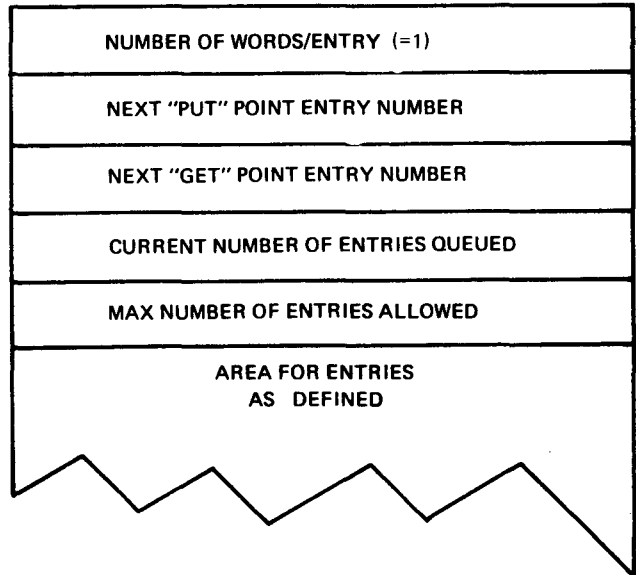 NUMBER OF WORDS/ENTRY (=1)
NEXT "PUT" POINT ENTRY NUMBER
NEXT "GET" POINT ENTRY NUMBER
CURRENT NUMBER OF ENTRIES QUEUED
MAX NUMBER OF ENTRIES ALLOWED
AREA FOR ENTRIES
AS DEFINED